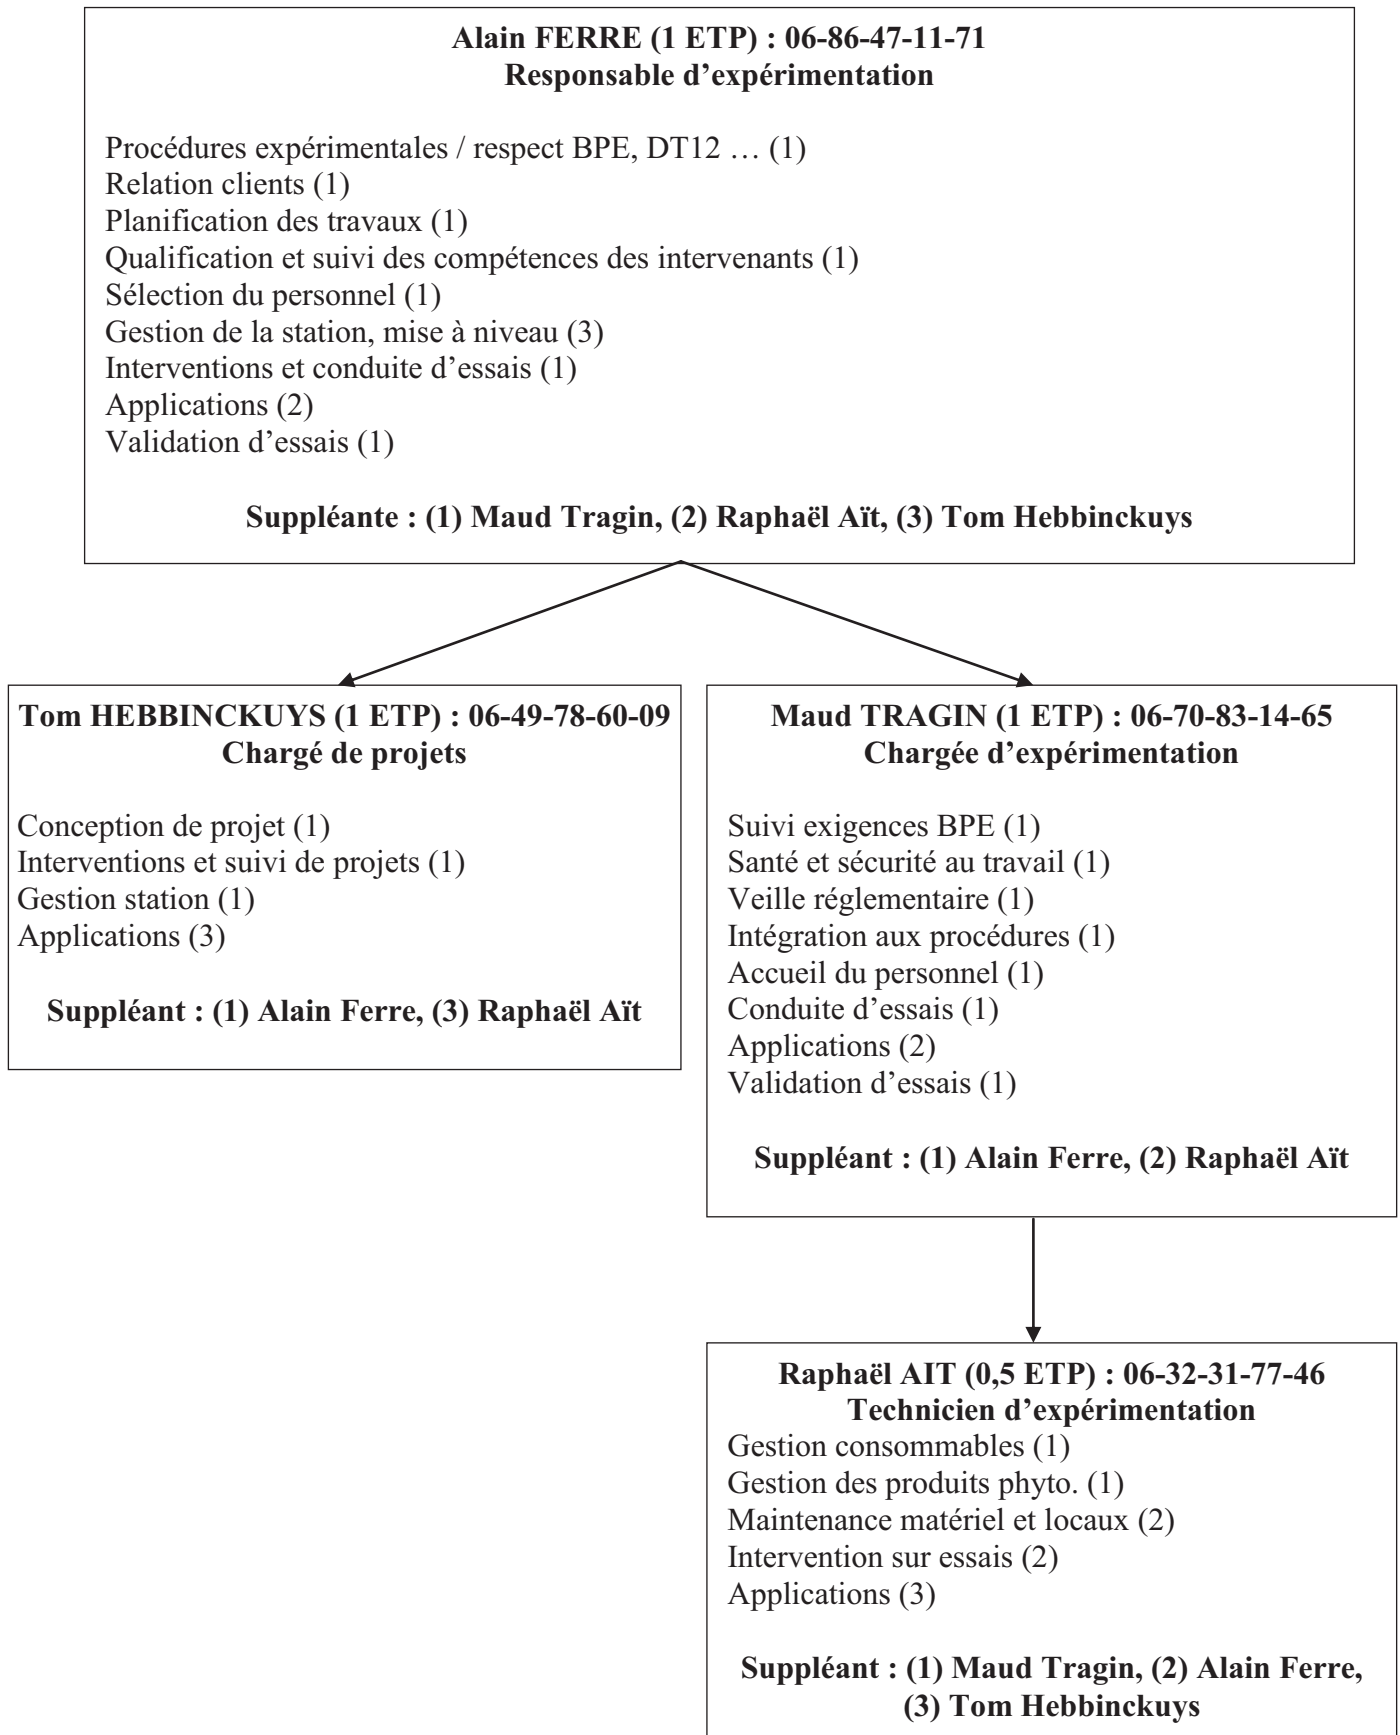 Alain FERRE (1 ETP) : 06-86-47-11-71
Responsable d’expérimentation
Procédures expérimentales / respect BPE, DT12 … (1)
Relation clients (1)
Planification des travaux (1)
Qualification et suivi des compétences des intervenants (1)
Sélection du personnel (1)
Gestion de la station, mise à niveau (3)
Interventions et conduite d’essais (1)
Applications (2)
Validation d’essais (1)
Suppléante : (1) Maud Tragin, (2) Raphaël Aït, (3) Tom Hebbinckuys
Tom HEBBINCKUYS (1 ETP) : 06-49-78-60-09
Chargé de projets
Conception de projet (1)
Interventions et suivi de projets (1)
Gestion station (1)
Applications (3)
Suppléant : (1) Alain Ferre, (3) Raphaël Aït
Maud TRAGIN (1 ETP) : 06-70-83-14-65
Chargée d’expérimentation
Suivi exigences BPE (1)
Santé et sécurité au travail (1)
Veille réglementaire (1)
Intégration aux procédures (1)
Accueil du personnel (1)
Conduite d’essais (1)
Applications (2)
Validation d’essais (1)
Suppléant : (1) Alain Ferre, (2) Raphaël Aït
Raphaël AIT (0,5 ETP) : 06-32-31-77-46
Technicien d’expérimentation
Gestion consommables (1)
Gestion des produits phyto. (1)
Maintenance matériel et locaux (2)
Intervention sur essais (2)
Applications (3)
Suppléant : (1) Maud Tragin, (2) Alain Ferre,
(3) Tom Hebbinckuys